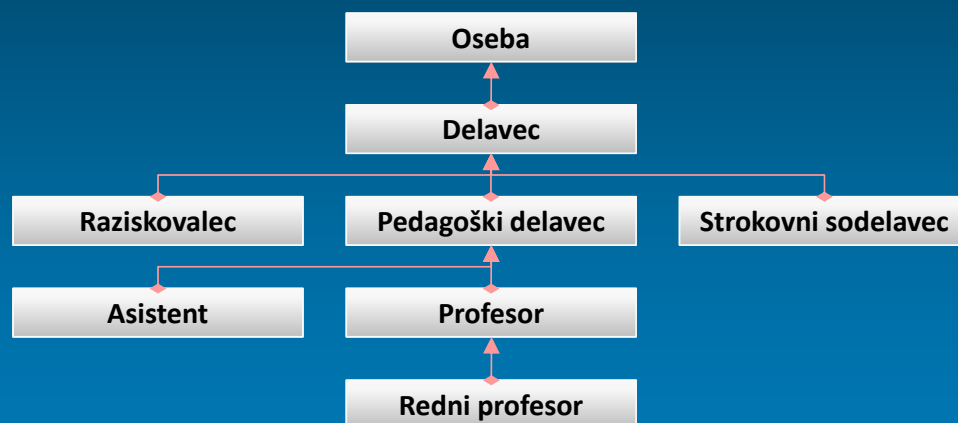 Oseba
Delavec
Raziskovalec
Pedagoški delavec
Strokovni sodelavec
Asistent
Profesor
Redni profesor